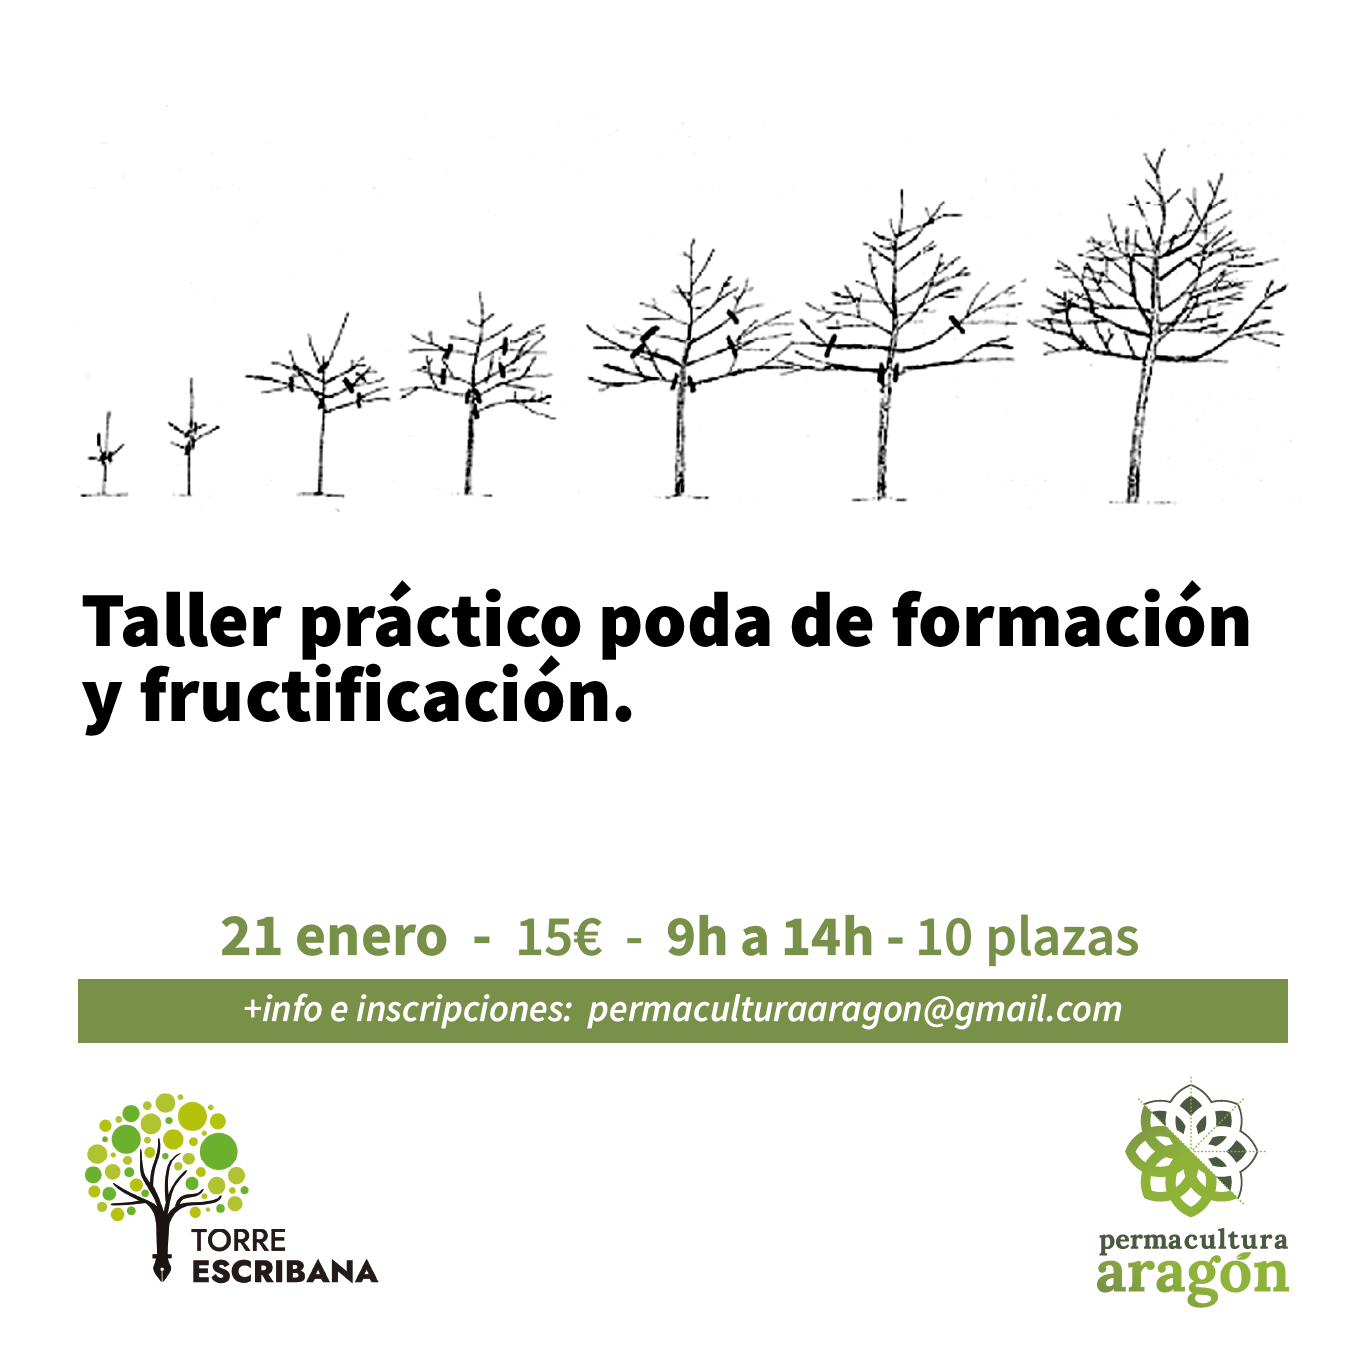 Taller práctico poda de formación
y fructificación.
21 enero - 15€ - 9h a 14h - 10 plazas
+info e inscripciones: permaculturaaragon@gmail.com
TORRE
ESCRIBANA
permacultura
aragón